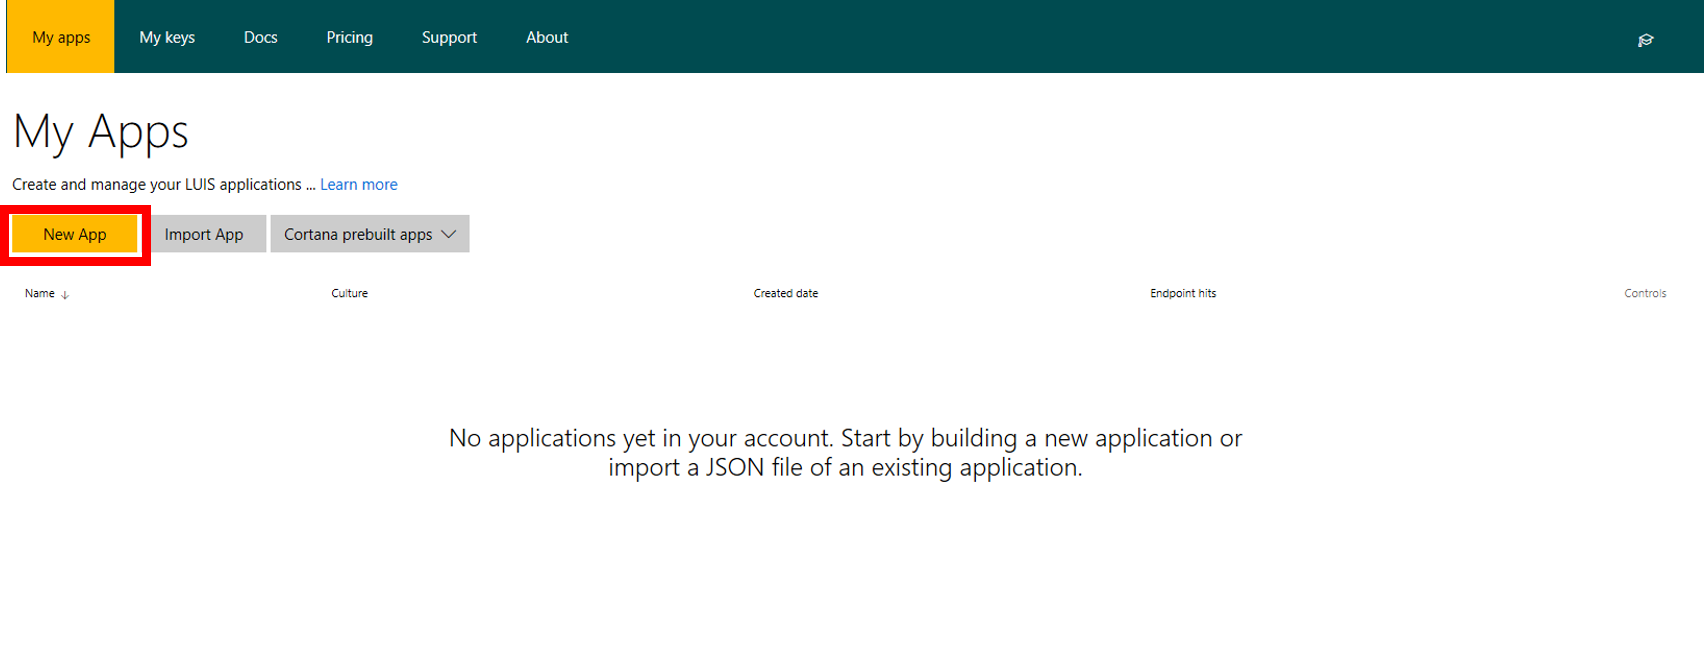 My apps My keys Docs Pricing Support About
My Apps
Create and manage your LUIS applications ... Learn more
New App Import App Cortana prebuilt apps
Name Culture Created date Endpoint hits Controls
No applications yet in your account. Start by building a new application or
import a JSON file of an existing application.